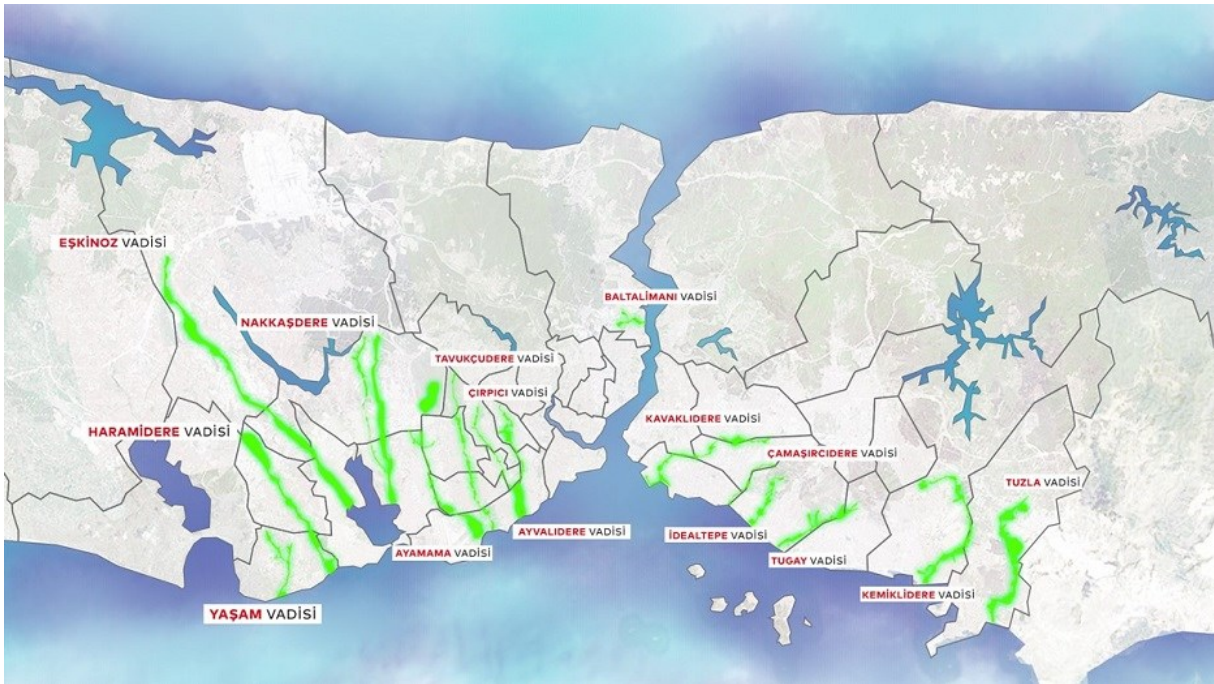 EŞKİNOZ VADİSİ
BALTALİMANI VADİSİ
NAKKAŞDERE VADİSİ
TAVUKÇUDERE VADİSİ
ÇIRPICI VADİSİ
KAVAKLIDERE VADİSİ
HARAMİDERE VADİSİ
ÇAMAŞIRCIDERE VADİSİ
TUZLA VADİSİ
AYVALIDERE VADİSİ
İDEALTEPE VADİSİ
AYAMAMA VADİSİ
TUGAY VADİSİ
KEMİKLİDERE VADİSİ
YAŞAM VADİSİ